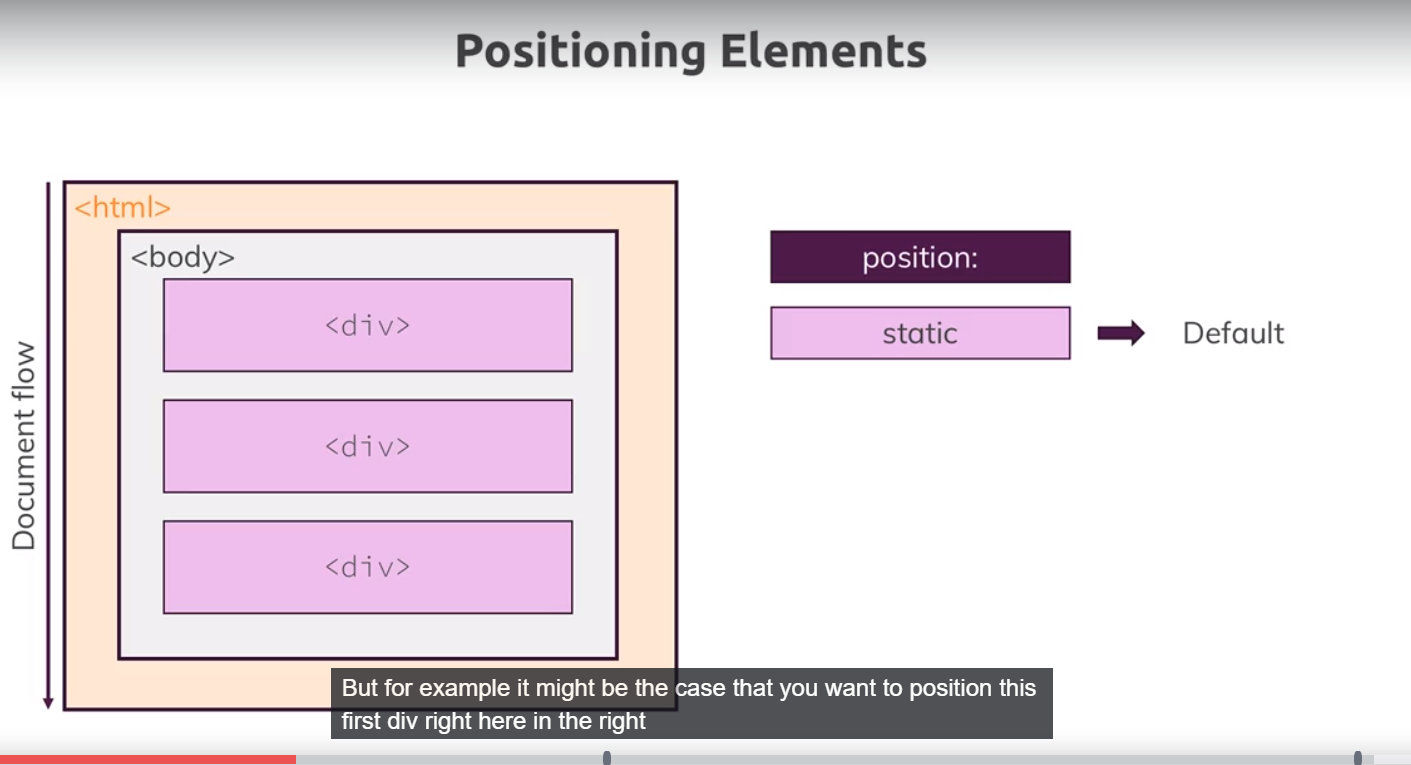 Positioning Elements
Document flow
<html>
<body>
<div>
<div>
<div>
position:
static
Default
But for example it might be the case that you want to position this
first div right here in the right